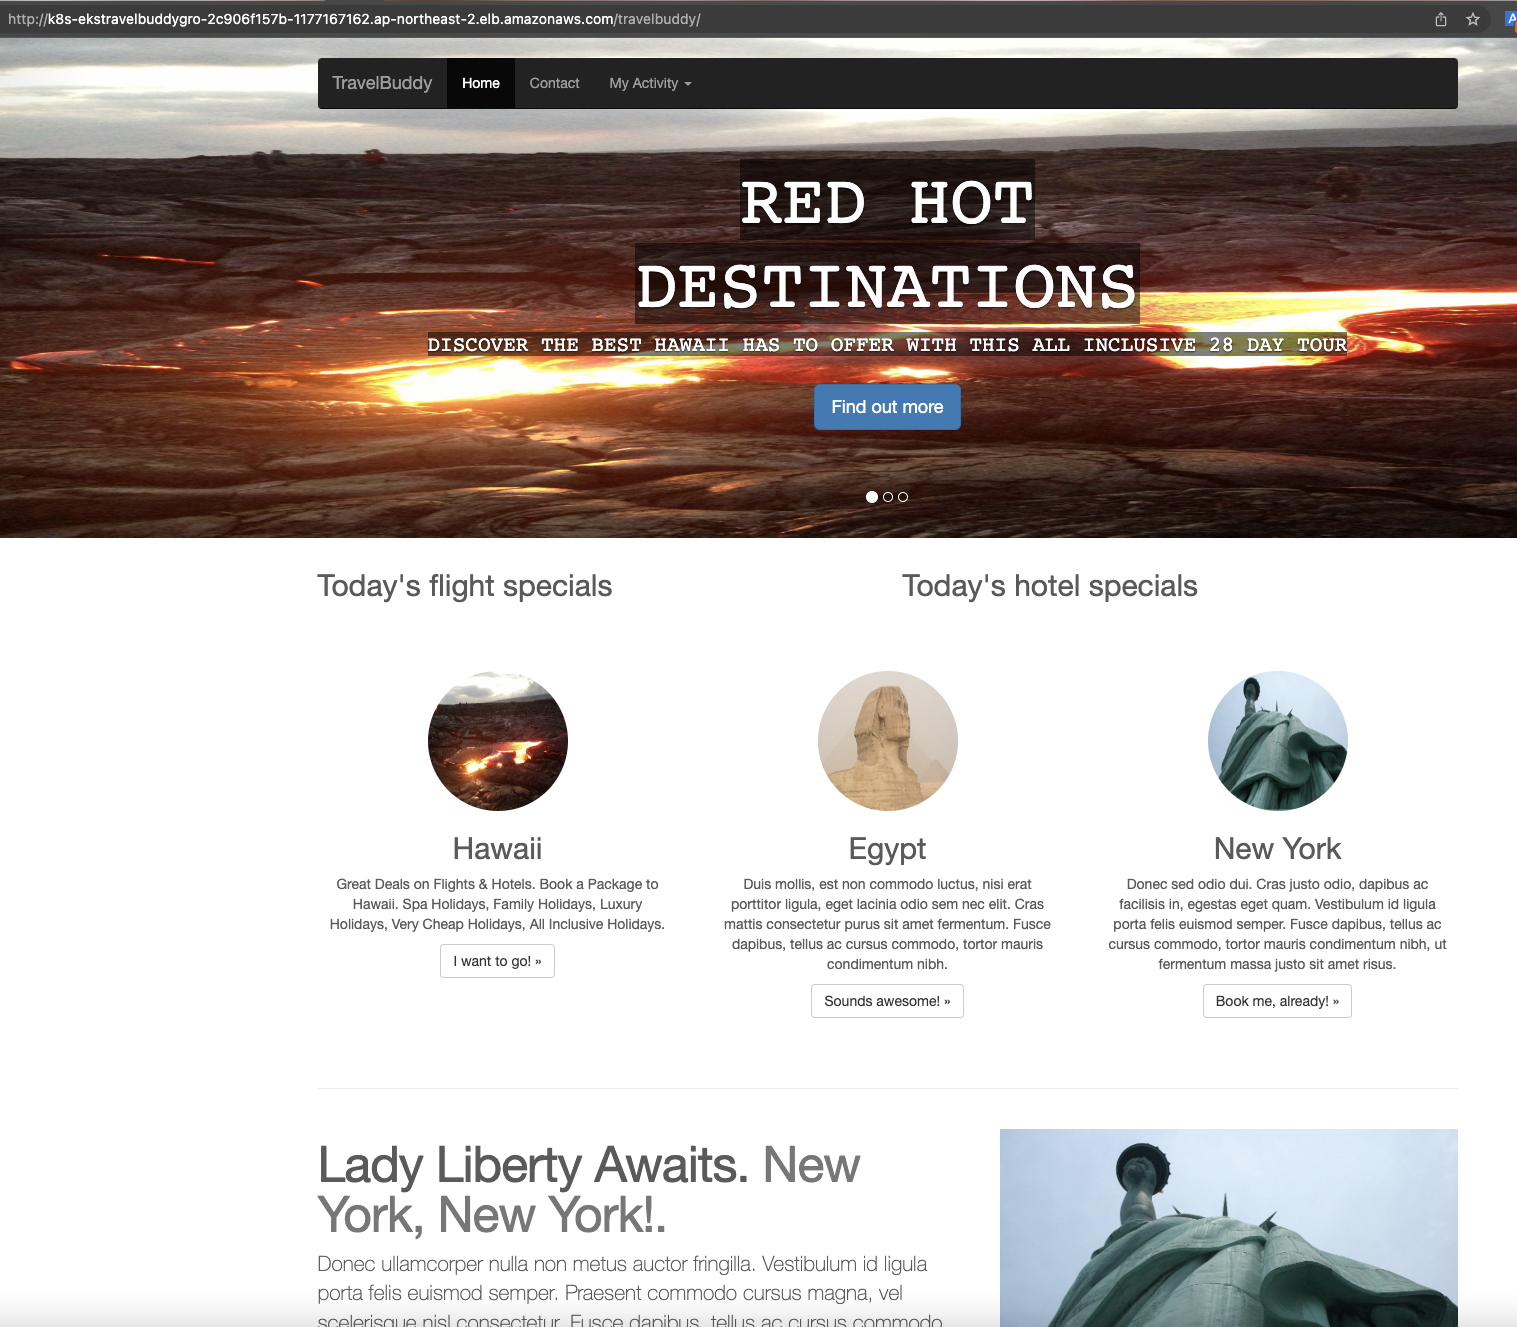 http://k8s-ekstravelbuddygro-2c906f157b-1177167162.ap-northeast-2.elb.amazonaws.com/travelbuddy/
TravelBuddy Home Contact My Activity
RED HOT
DESTINATIONS
DISCOVER THE BEST HAWAII HAS TO OFFER WITH THIS ALL INCLUSIVE 28 DAY TOUR
Find out more
Today's flight specials
Today's hotel specials
Hawaii
Great Deals on Flights & Hotels. Book a Package to
Hawaii. Spa Holidays, Family Holidays, Luxury
Holidays, Very Cheap Holidays, All Inclusive Holidays.
I want to go! »
Egypt
Duis mollis, est non commodo luctus, nisi erat
porttitor ligula, eget lacinia odio sem nec elit. Cras
mattis consectetur purus sit amet fermentum. Fusce
dapibus, tellus ac cursus commodo, tortor mauris
condimentum nibh.
Sounds awesome! »
New York
Donec sed odio dui. Cras justo odio, dapibus ac
facilisis in, egestas eget quam. Vestibulum id ligula
porta felis euismod semper. Fusce dapibus, tellus ac
cursus commodo, tortor mauris condimentum nibh, ut
fermentum massa justo sit amet risus.
Book me, already! »
Lady Liberty Awaits. New
York, New York!.
Donec ullamcorper nulla non metus auctor fringilla. Vestibulum id ligula
porta felis euismod semper. Praesent commodo cursus magna, vel
scelerisque nisl consectetur. Fusce dapibus, tellus ac cursus commodo